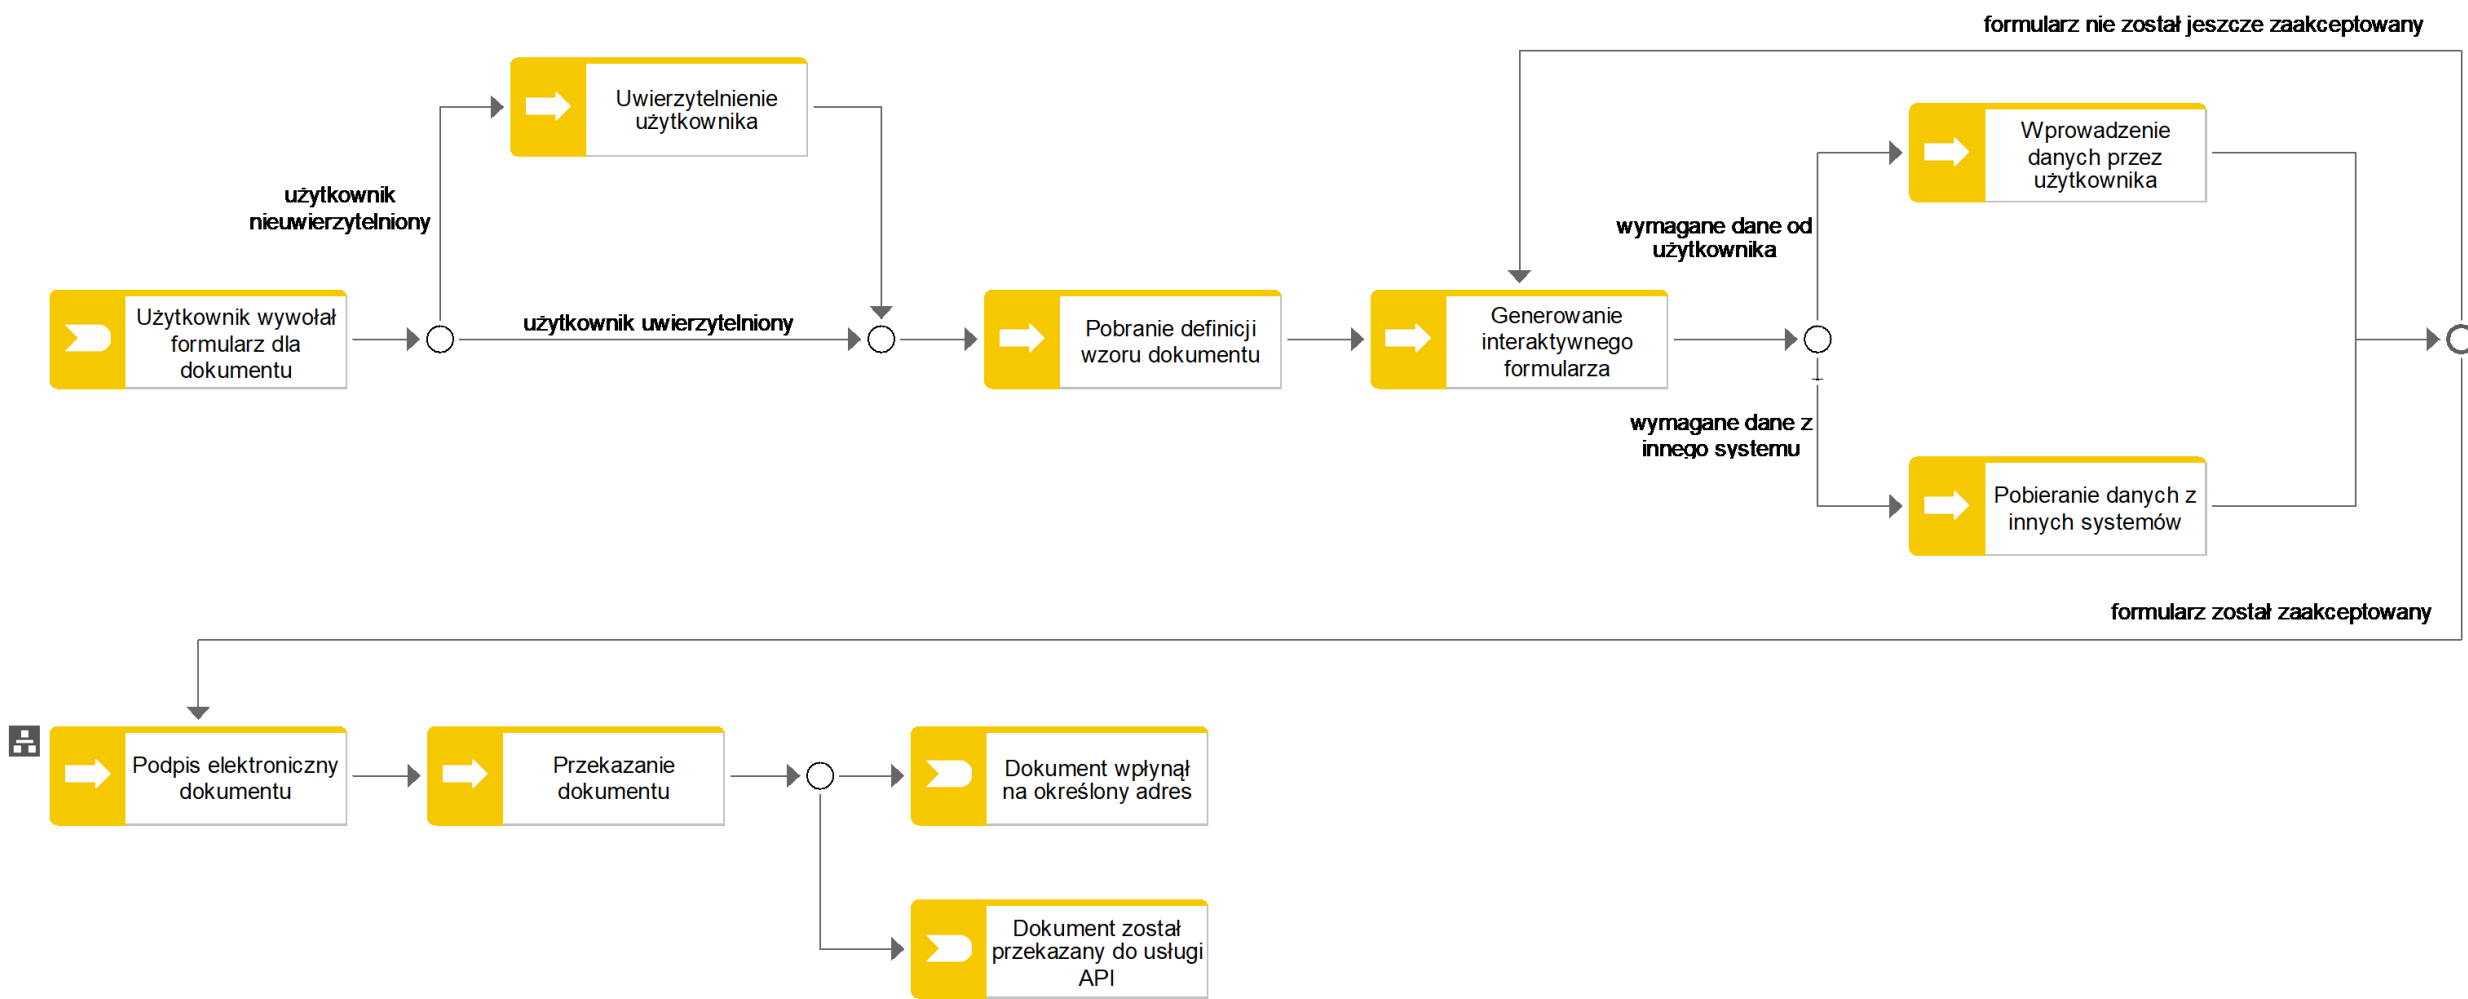 formularz nie został jeszcze zaakceptowany
Uwierzytelnienie
użytkownika
Wprowadzenie
danych przez
użytkownika
użytkownik
nieuwierzytelniony
wymagane dane od
użytkownika
Użytkownik wywołał
formularz dla
dokumentu
użytkownik uwierzytelniony
Pobranie definicji
wzoru dokumentu
Generowanie
interaktywnego
formularza
wymagane dane z
innego systemu
Pobieranie danych z
innych systemów
formularz został zaakceptowany
Podpis elektroniczny
dokumentu
Przekazanie
dokumentu
Dokument wpłynął
na określony adres
Dokument został
przekazany do usługi
API